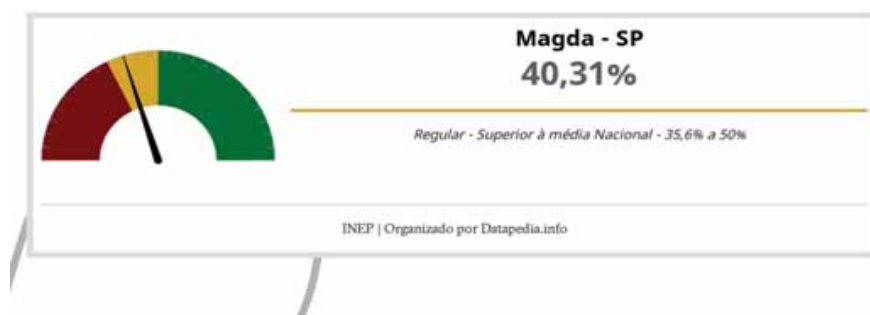 Magda - SP
40,31%
Regular - Superior à média Nacional - 35,6% a 50%
INEP | Organizado por Datapedia.info